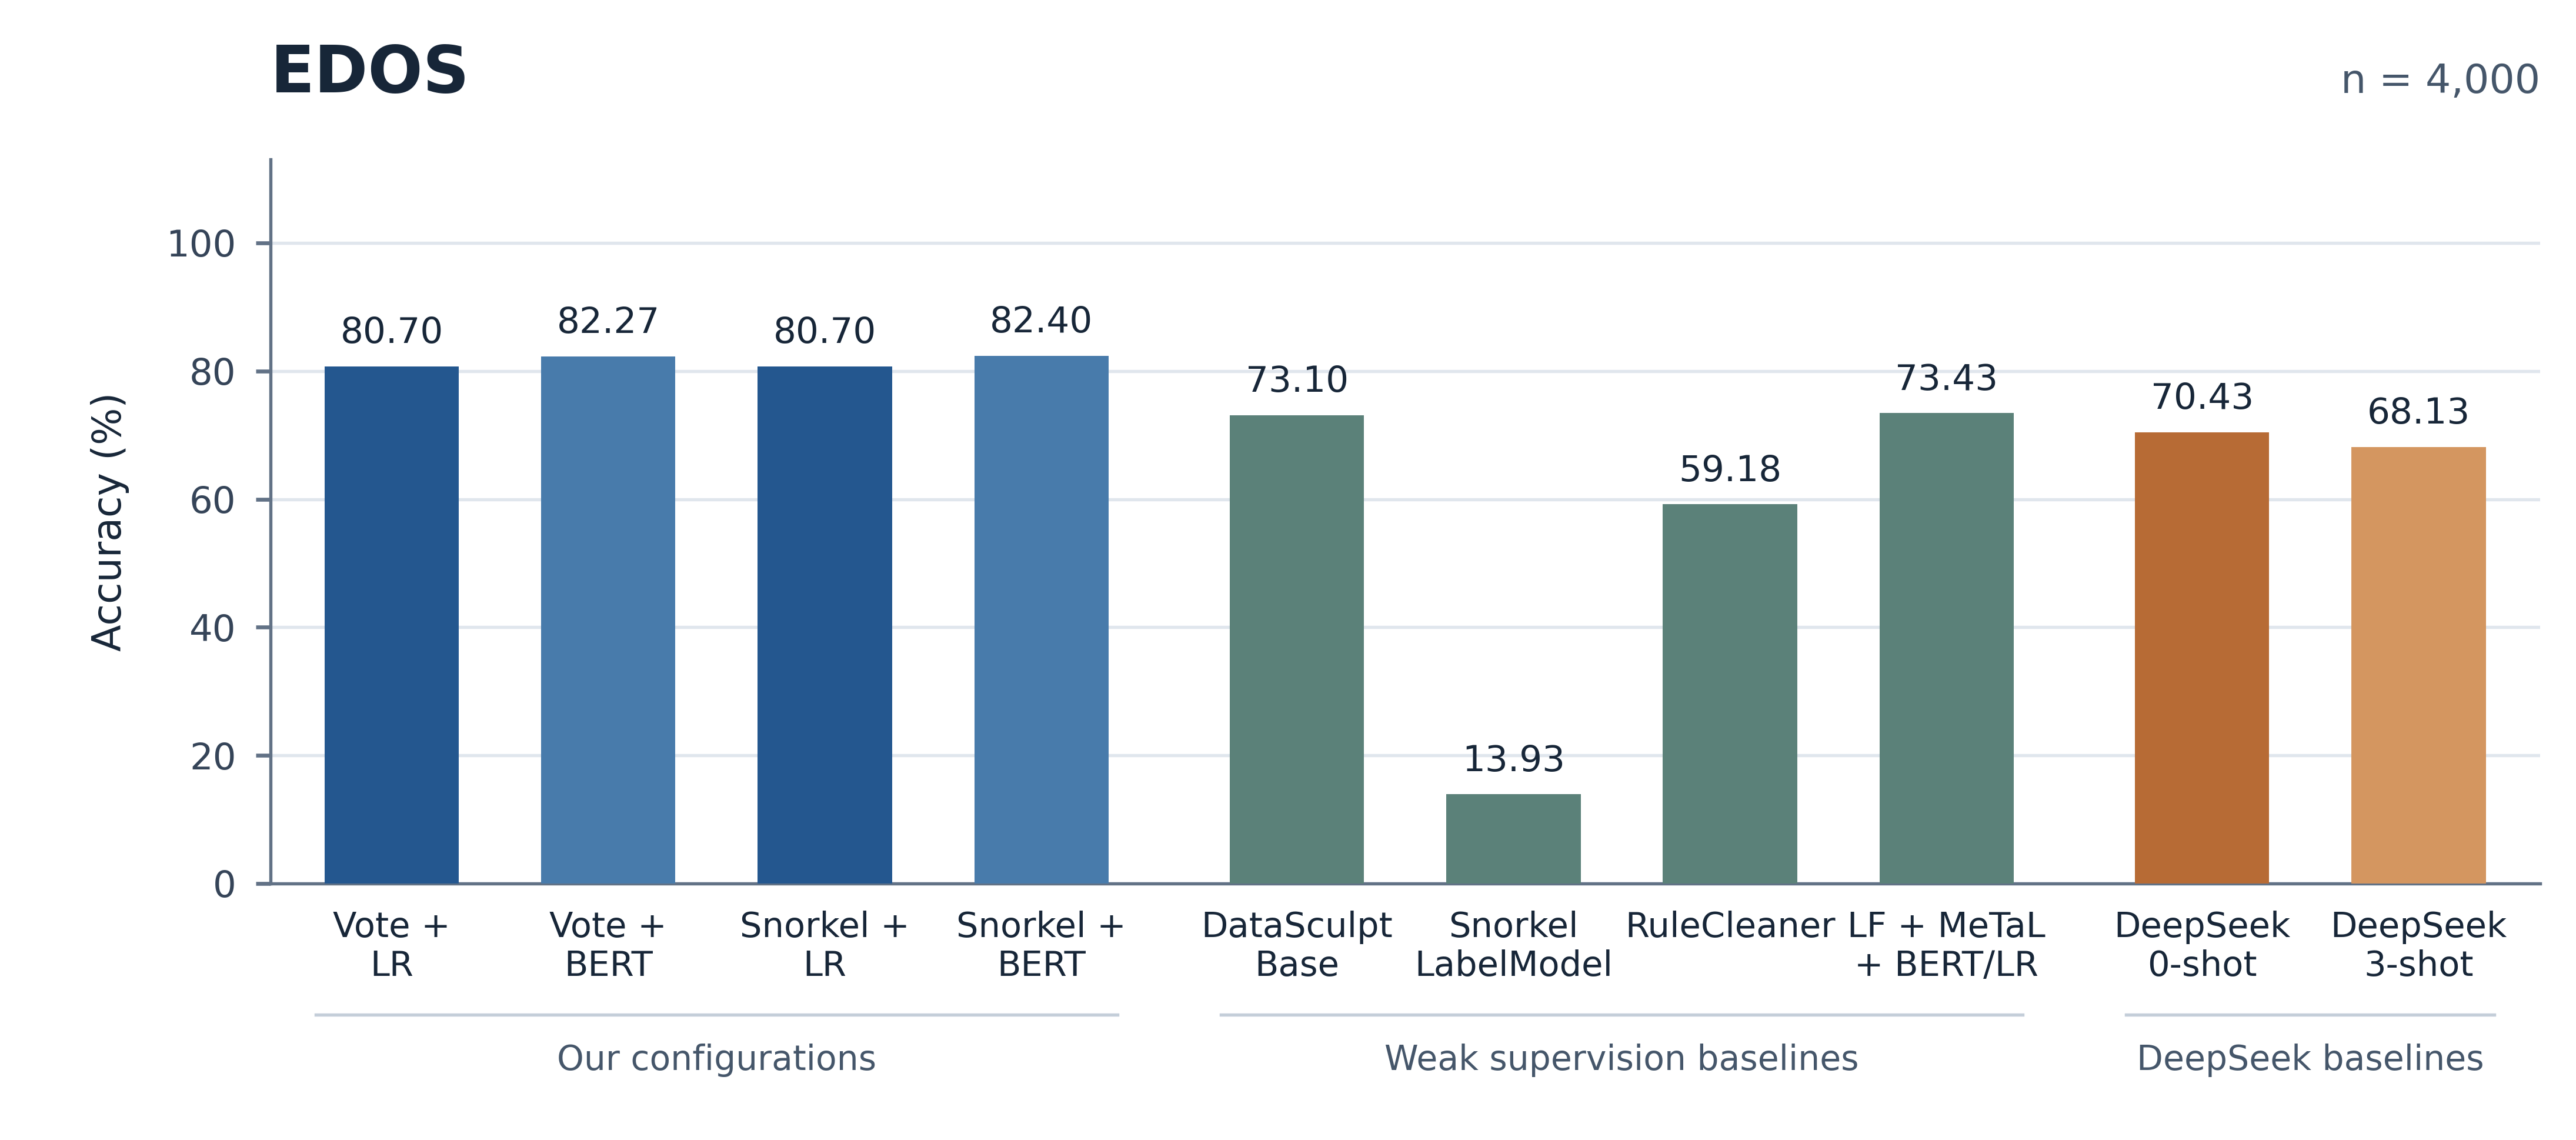 EDOS
n = 4,000
Accuracy (%)
100
80
60
40
20
0
80.70
82.27
80.70
82.40
73.10
13.93
59.18
73.43
70.43
68.13
Vote +
LR
Vote +
BERT
Snorkel +
LR
Snorkel +
BERT
DataSculpt
Base
Snorkel
LabelModel
RuleCleaner
LF + MeTaL
+ BERT/LR
DeepSeek
0-shot
DeepSeek
3-shot
Our configurations
Weak supervision baselines
DeepSeek baselines